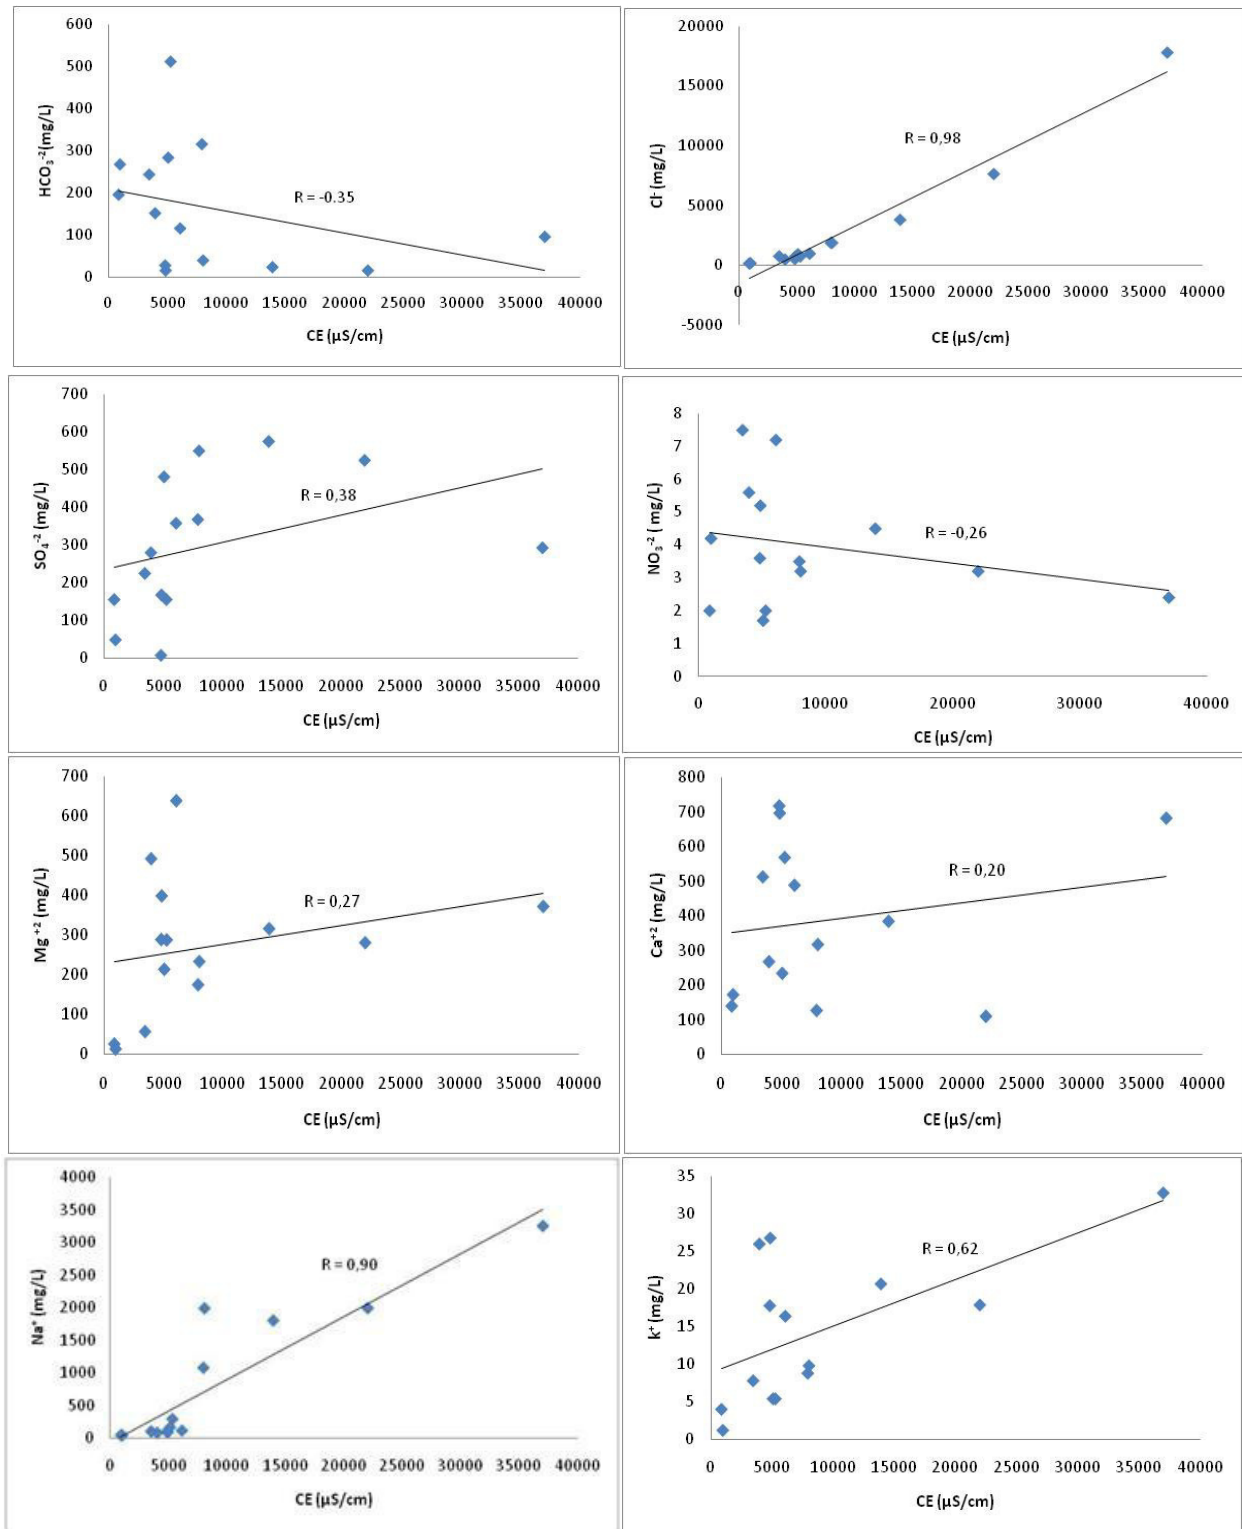 600
500
400
300
200
100
0
HCO₃⁻²(mg/L)
R = -0.35
0 5000 10000 15000 20000 25000 30000 35000 40000
CE (µS/cm)
20000
15000
10000
5000
0
-5000
Cl⁻ (mg/L)
R = 0,98
0 5000 10000 15000 20000 25000 30000 35000 40000
CE (µS/cm)
700
600
500
400
300
200
100
0
SO₄⁻² (mg/L)
R = 0,38
0 5000 10000 15000 20000 25000 30000 35000 40000
CE (µS/cm)
8
7
6
5
4
3
2
1
0
NO₃⁻² ( mg/L)
R = -0,26
0 10000 20000 30000 40000
CE (µS/cm)
700
600
500
400
300
200
100
0
Mg⁺² (mg/L)
R = 0,27
0 5000 10000 15000 20000 25000 30000 35000 40000
CE (µS/cm)
800
700
600
500
400
300
200
100
0
Ca⁺² (mg/L)
R = 0,20
0 5000 10000 15000 20000 25000 30000 35000 40000
CE (µS/cm)
4000
3500
3000
2500
2000
1500
1000
500
0
Na⁺ (mg/L)
R = 0,90
0 5000 10000 15000 20000 25000 30000 35000 40000
CE (µS/cm)
35
30
25
20
15
10
5
0
k⁺ (mg/L)
R = 0,62
0 5000 10000 15000 20000 25000 30000 35000 40000
CE (µS/cm)